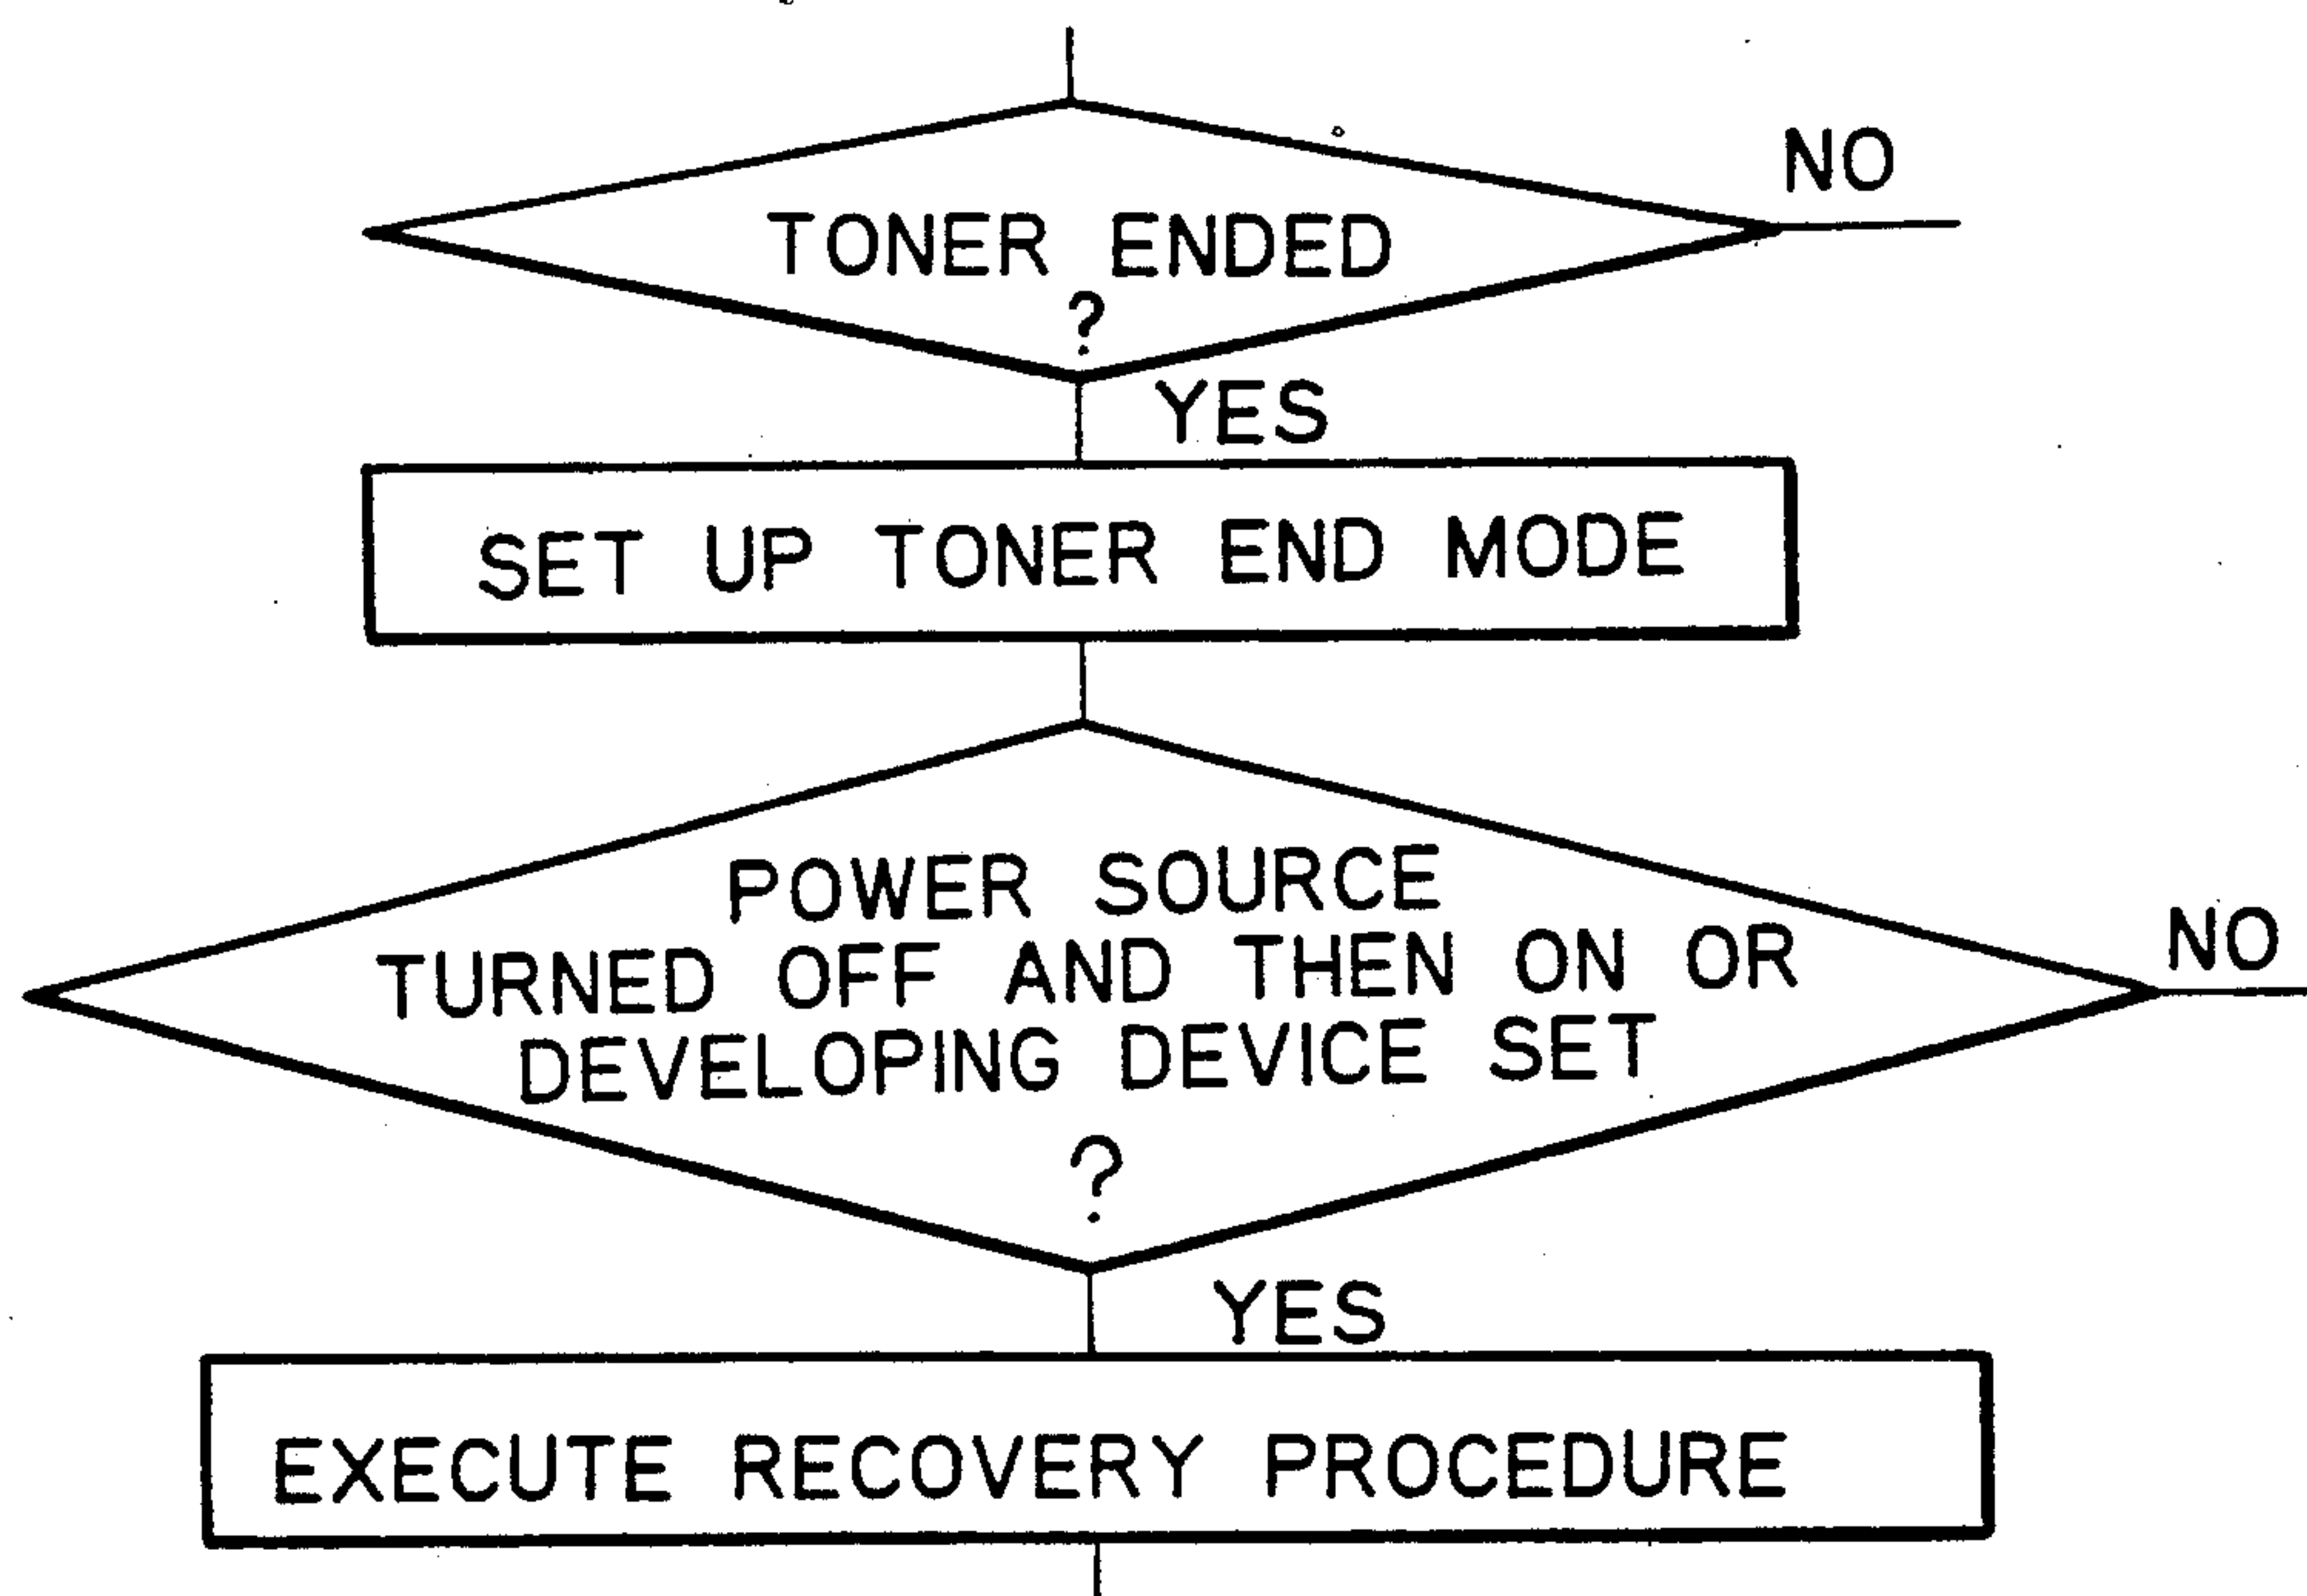 NO
TONER ENDED
?
YES
SET UP TONER END MODE
POWER SOURCE
TURNED OFF AND THEN ON OR
NO
DEVELOPING DEVICE SET
?
YES
EXECUTE RECOVERY PROCEDURE